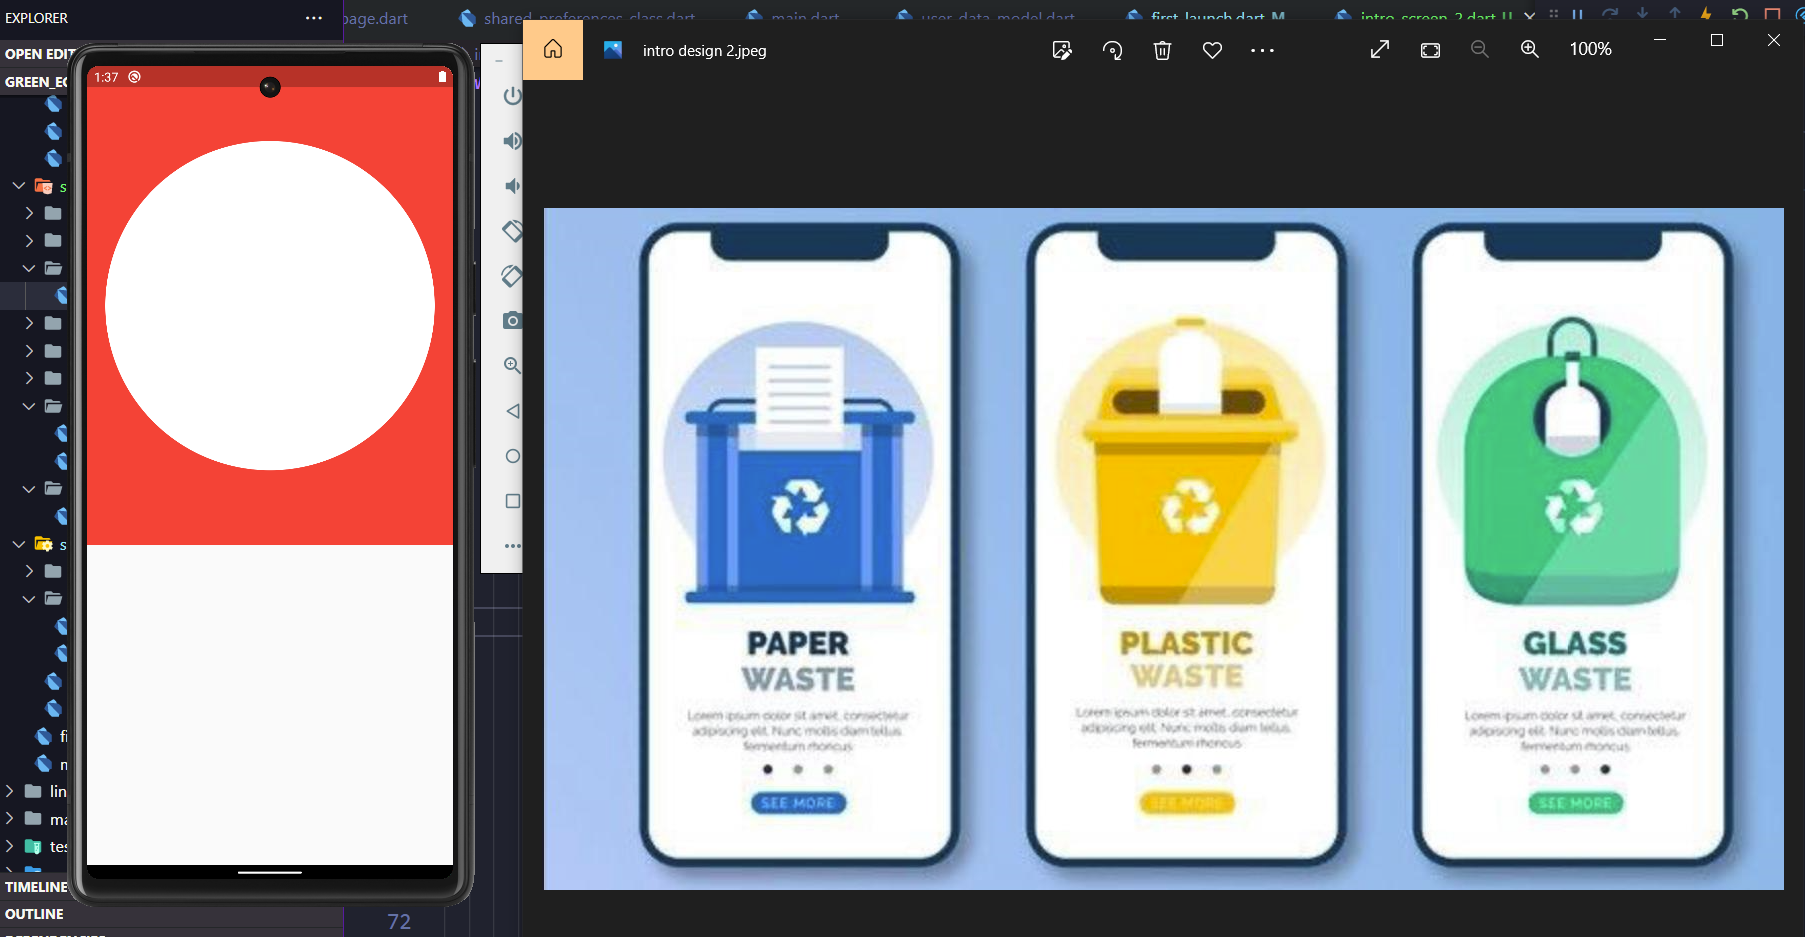 EXPLORER
page.dart
shared_preferences_class.dart
main.dart
user_data_model.dart
first_launch.dart M
intro_screen_2.dart U
OPEN EDIT
GREEN_EC
intro design 2.jpeg
100%
1:37
s
s
fi
lin
ma
tes
TIMELINE
OUTLINE
72
PAPER
WASTE
Lorem ipsum dolor sit amet, consectetur
adipiscing elit. Nunc mollis diam tellus,
fermentum rhoncus
SEE MORE
PLASTIC
WASTE
Lorem ipsum dolor sit amet, consectetur
adipiscing elit. Nunc mollis diam tellus,
fermentum rhoncus
SEE MORE
GLASS
WASTE
Lorem ipsum dolor sit amet, consectetur
adipiscing elit. Nunc mollis diam tellus,
fermentum rhoncus
SEE MORE